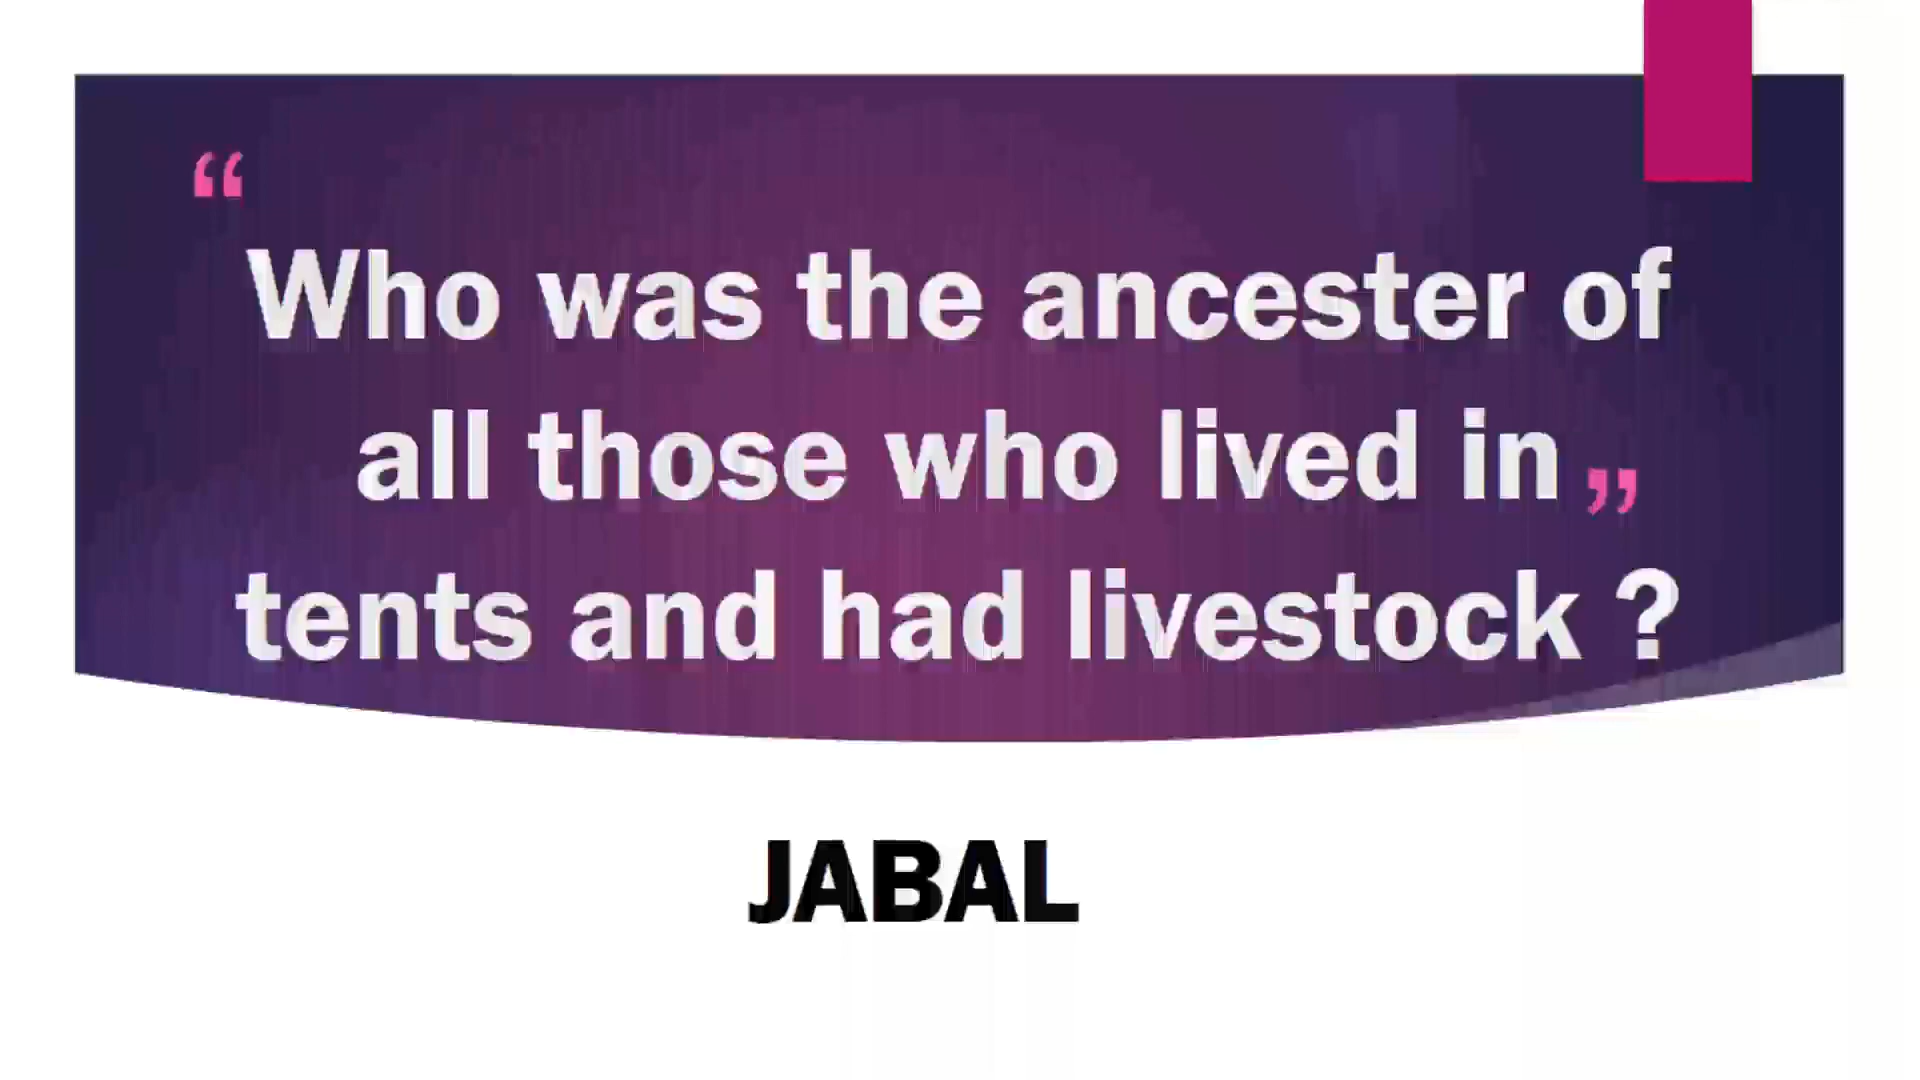 “
Who was the ancester of
all those who lived in ”
tents and had livestock ?
JABAL